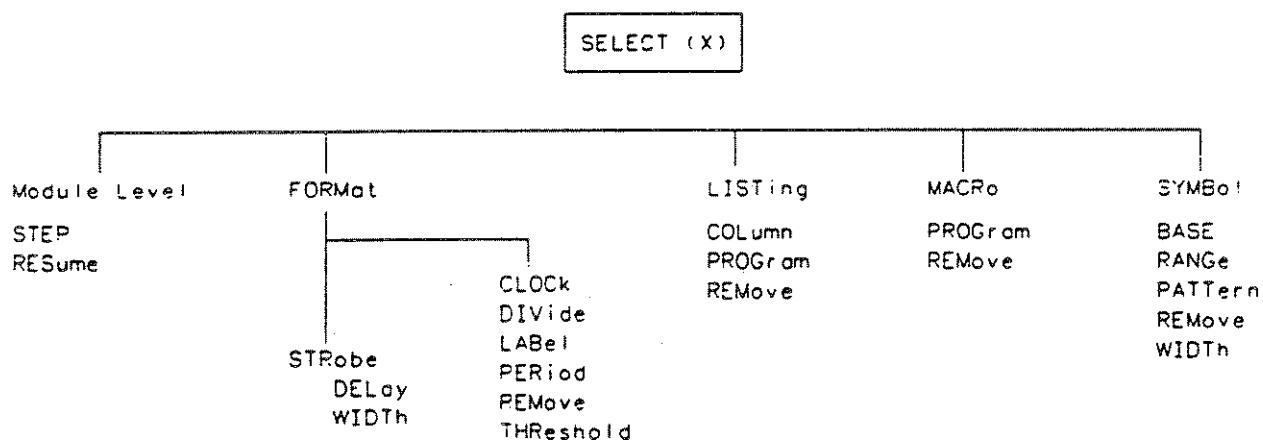 SELECT (X)
Module Level
STEP
RESume
FORMat
STRobe
DELay
WIDTh
CLOCk
DIVide
LABel
PERiod
REMove
THReshold
LISTing
COLumn
PROGram
REMove
MACRo
PROGram
REMove
SYMBol
BASE
RANGe
PATTern
REMove
WIDTh